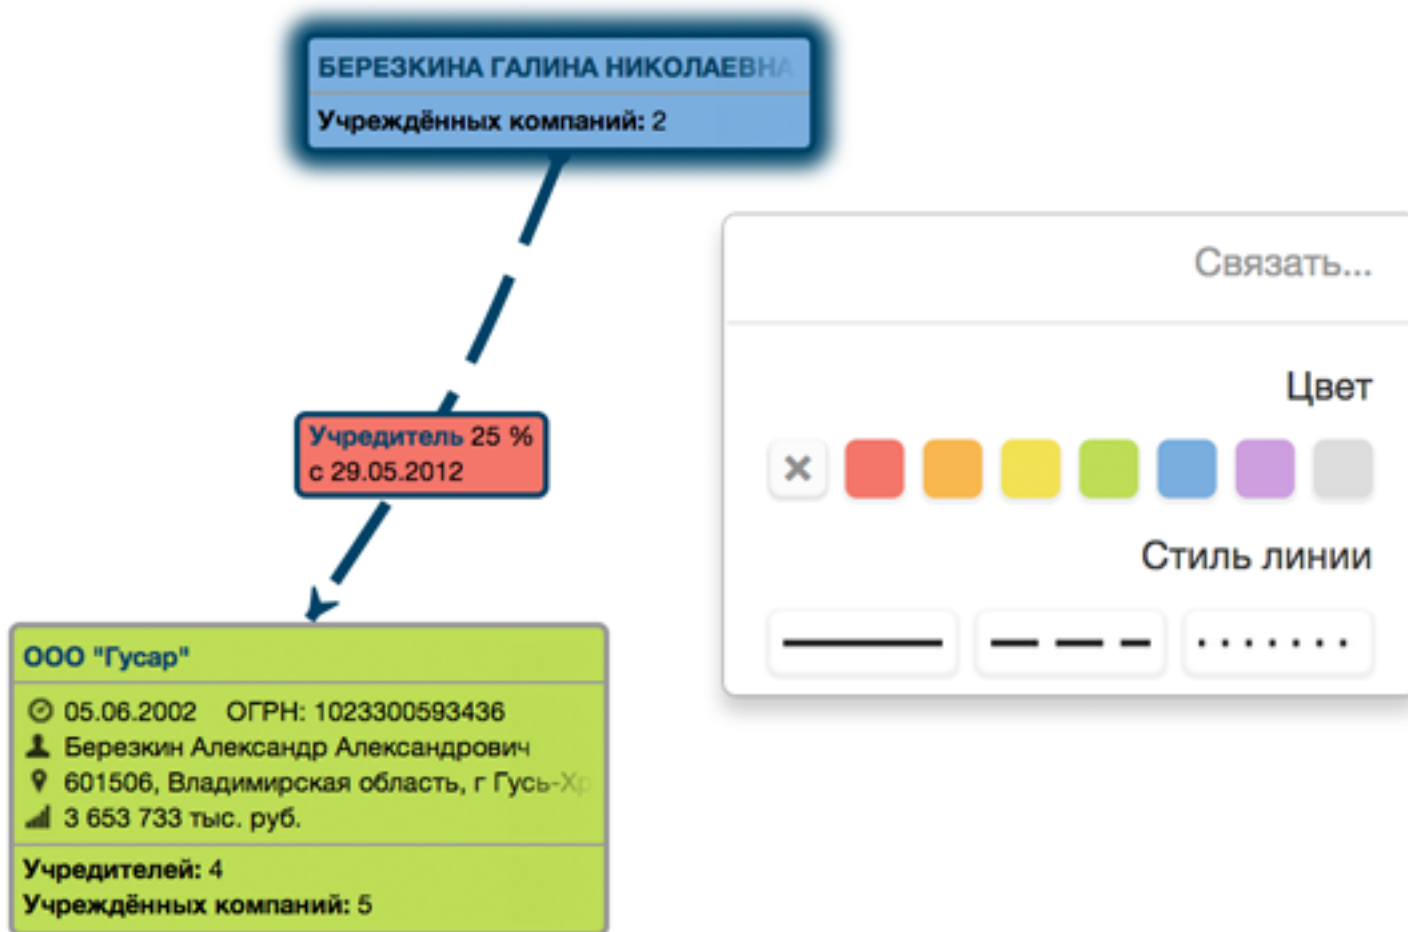 БЕРЕЗКИНА ГАЛИНА НИКОЛАЕВНА
Учреждённых компаний: 2
Связать...
Цвет
Учредитель 25 %
с 29.05.2012
Стиль линии
ООО "Гусар"
05.06.2002 ОГРН: 1023300593436
Березкин Александр Александрович
601506, Владимирская область, г Гусь-Хр
3 653 733 тыс. руб.
Учредителей: 4
Учреждённых компаний: 5